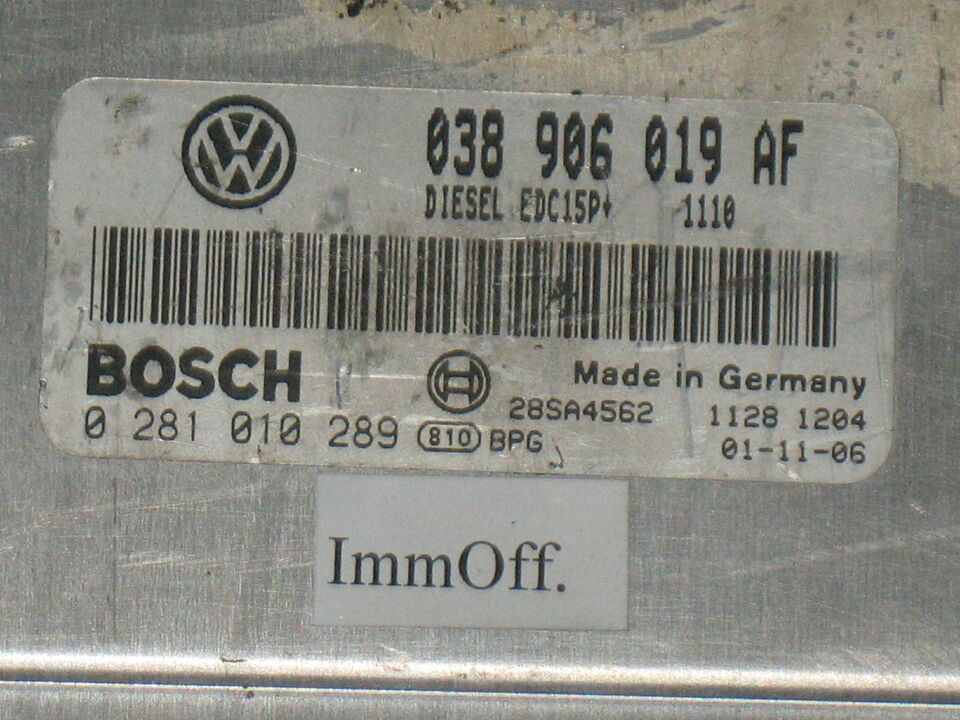 038 906 019 AF
DIESEL EDC15P+ 1110
BOSCH
Made in Germany
0 281 010 289 810 BPG 28SA4562 1128 1204
01-11-06
ImmOff.